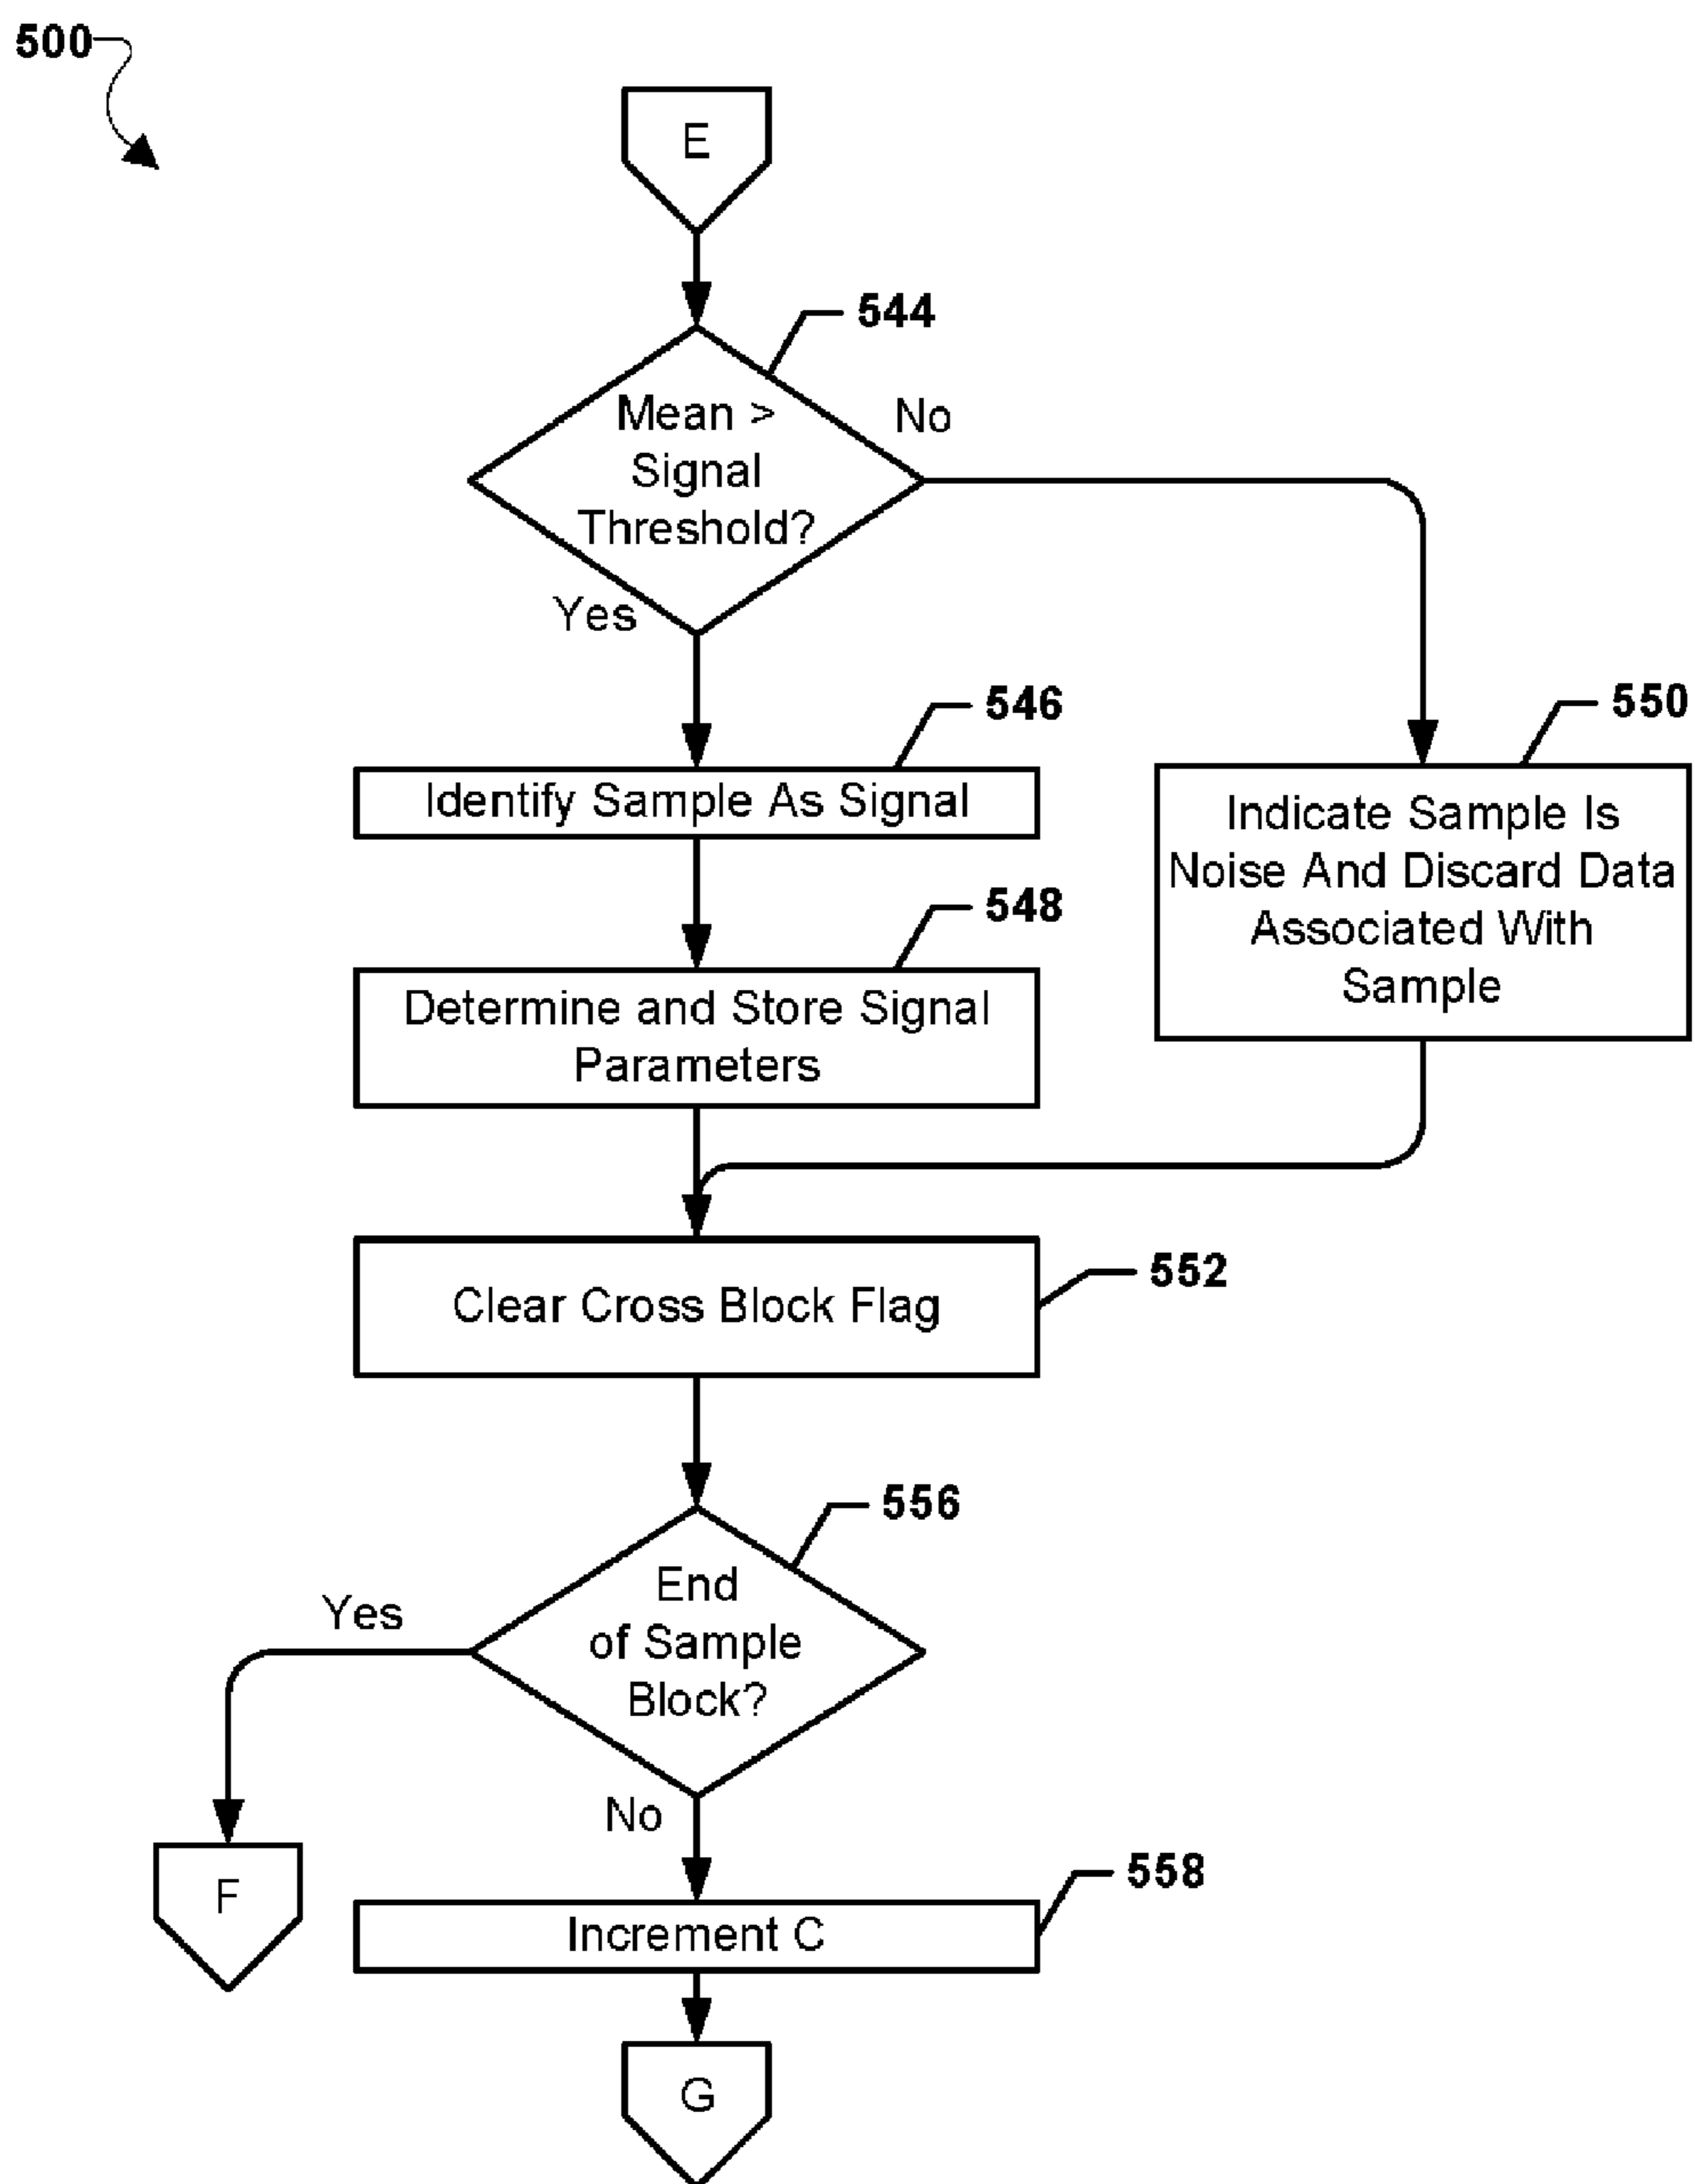 500
E
544
Mean >
Signal
Threshold?
No
Yes
546
Identify Sample As Signal
550
Indicate Sample Is
Noise And Discard Data
Associated With
Sample
548
Determine and Store Signal
Parameters
552
Clear Cross Block Flag
556
End
of Sample
Block?
Yes
No
F
558
Increment C
G